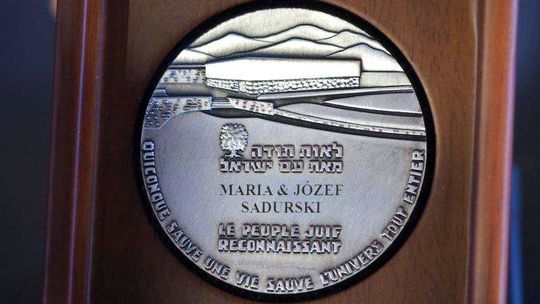 לאות תודה
מאת עם ישראל
MARIA & JÓZEF
SADURSKI
LE PEUPLE JUIF
RECONNAISSANT
QUICONQUE SAUVE UNE VIE SAUVE L'UNIVERS TOUT ENTIER